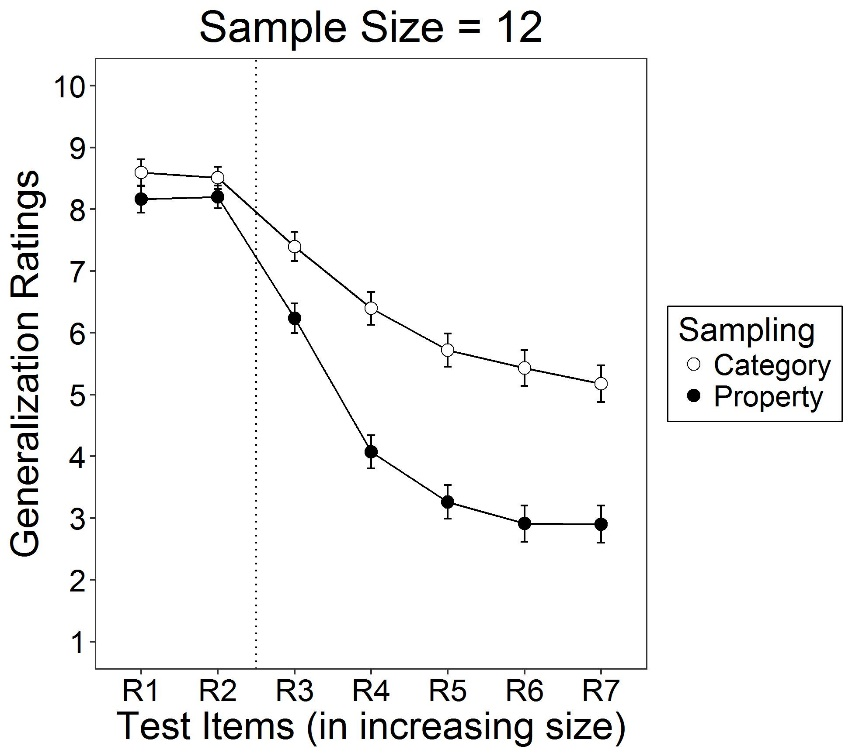 Sample Size = 12
Generalization Ratings
10
9
8
7
6
5
4
3
2
1
R1 R2 R3 R4 R5 R6 R7
Test Items (in increasing size)
Sampling
Category
Property